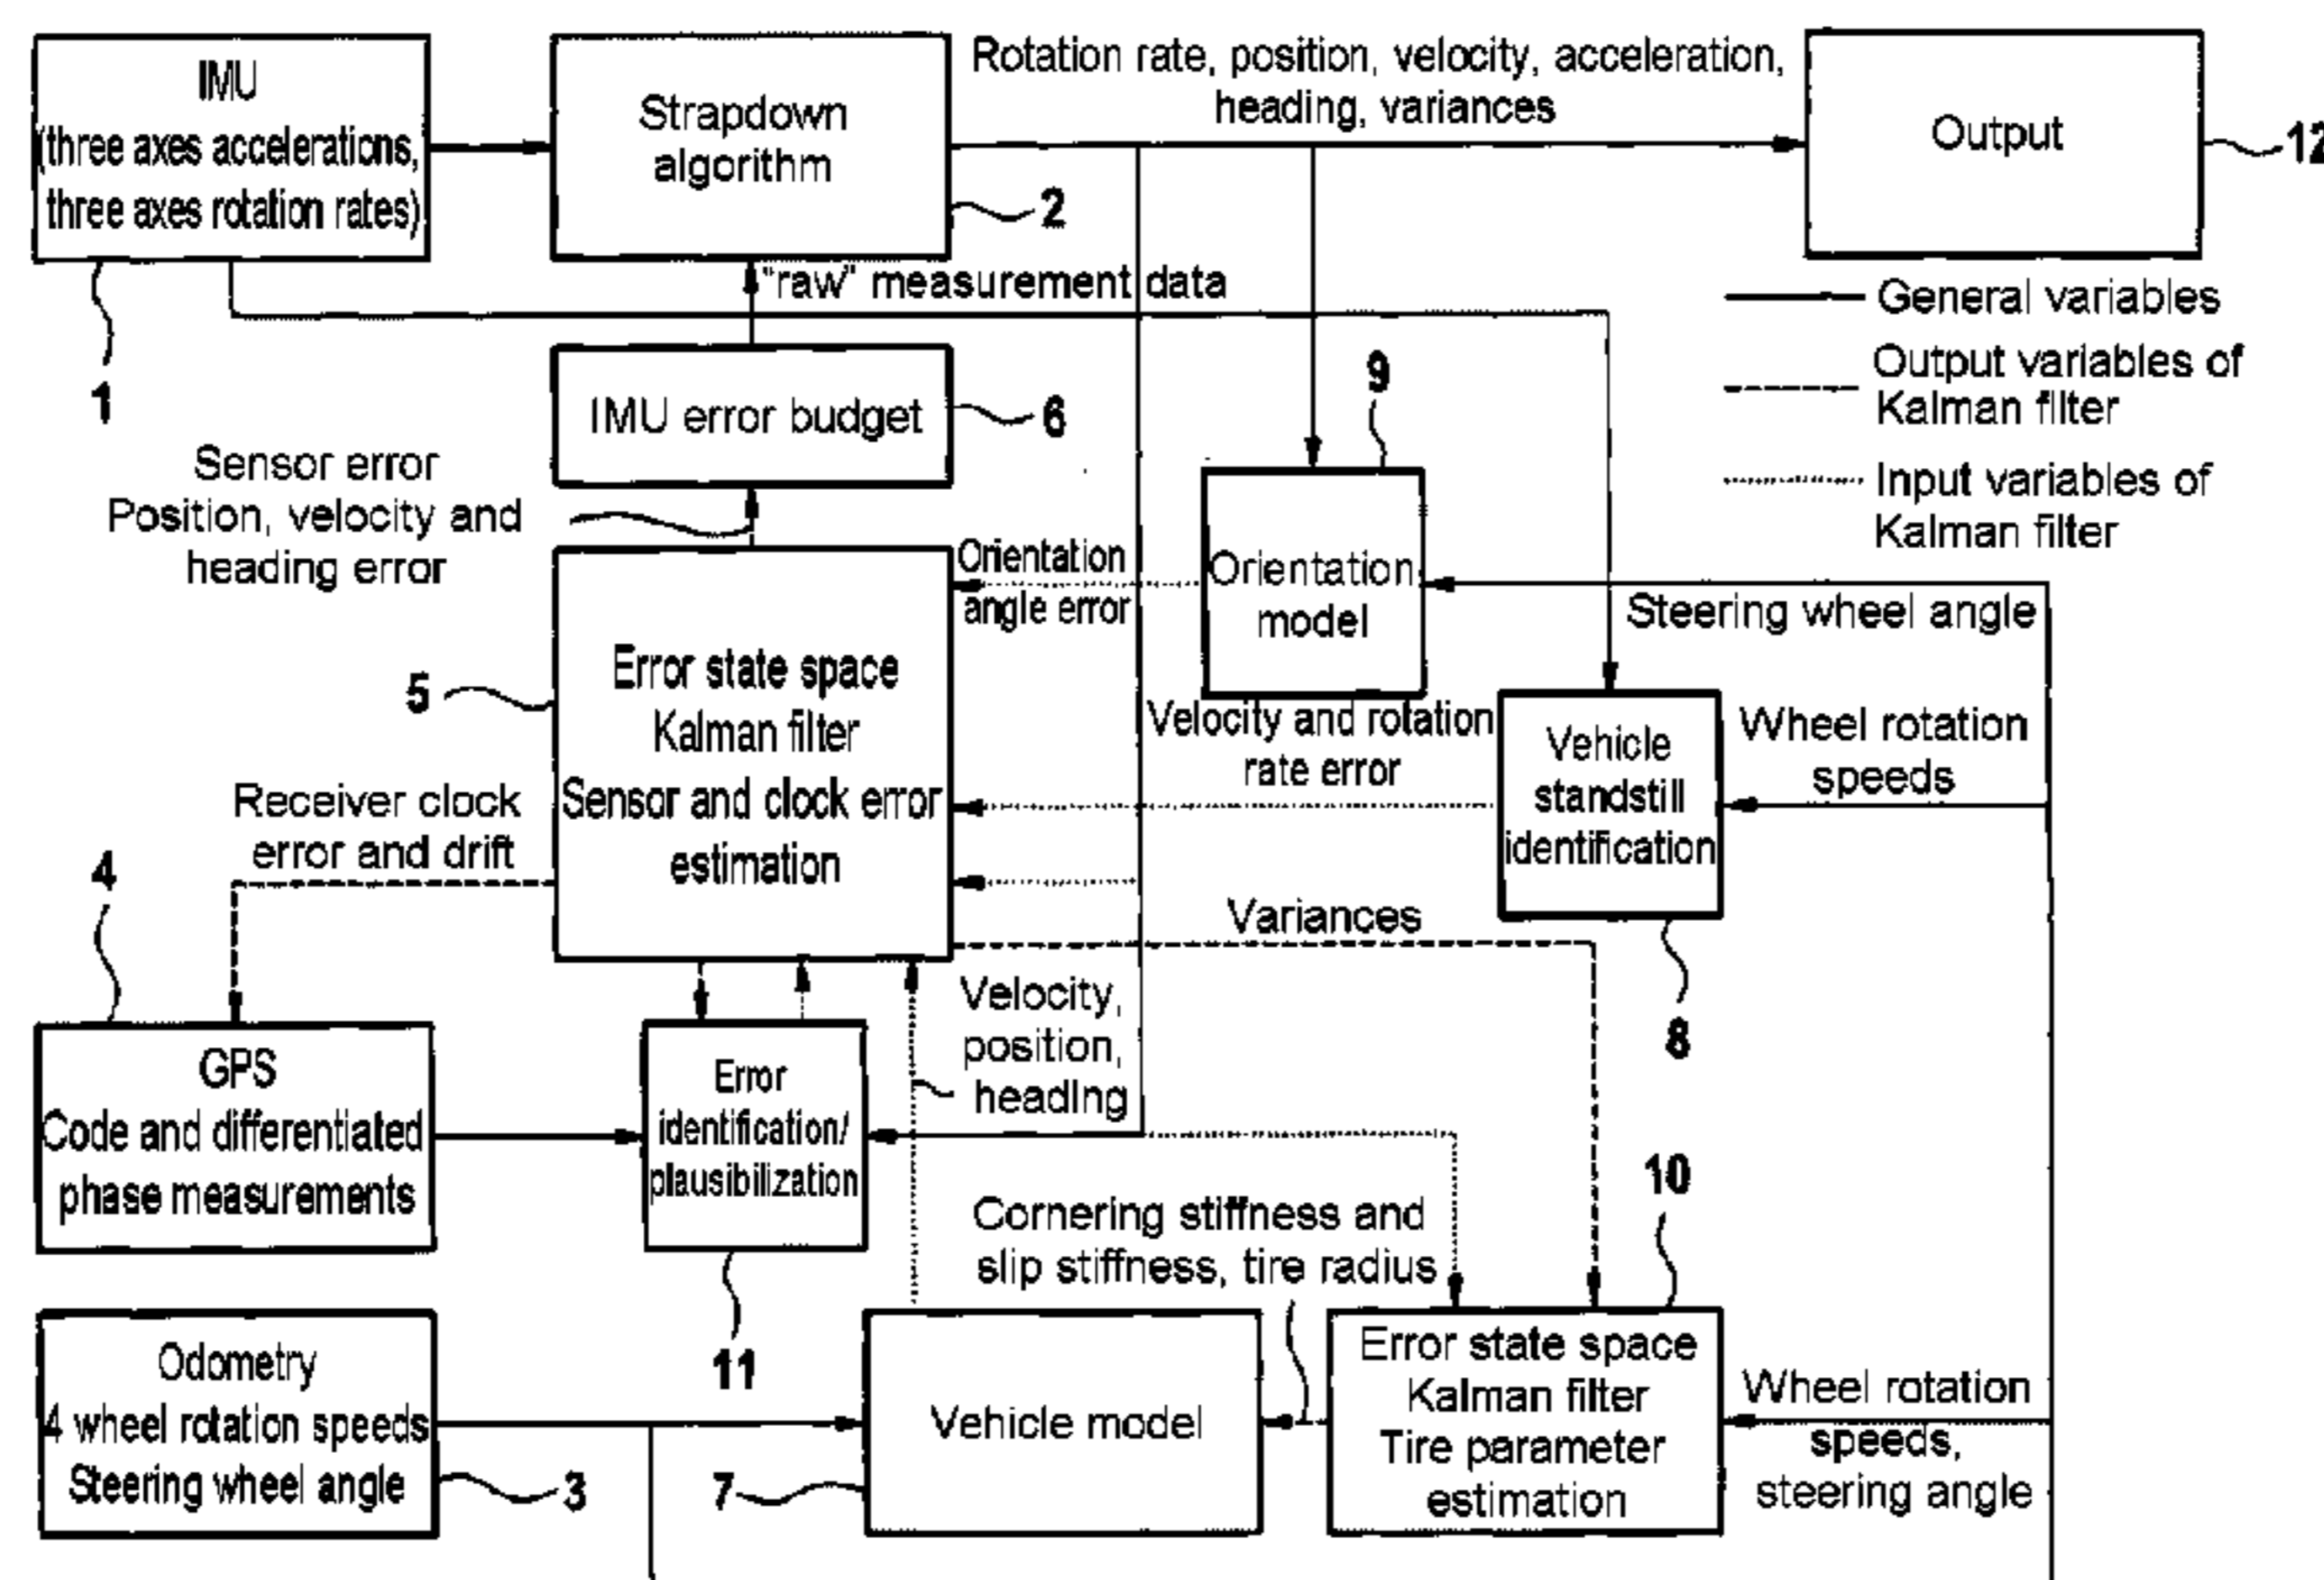 IMU
(three axes accelerations,
three axes rotation rates)
1
Strapdown
algorithm
2
Rotation rate, position, velocity, acceleration,
heading, variances
Output
12
"raw" measurement data
General variables
Output variables of
Kalman filter
Input variables of
Kalman filter
IMU error budget
6
9
Sensor error
Position, velocity and
heading error
Orientation
angle error
Orientation
model
Steering wheel angle
5
Error state space
Kalman filter
Sensor and clock error
estimation
Velocity and rotation
rate error
Vehicle
standstill
identification
8
Wheel rotation
speeds
Receiver clock
error and drift
4
Variances
GPS
Code and differentiated
phase measurements
Error
identification/
plausibilization
11
Velocity,
position,
heading
Cornering stiffness and
slip stiffness, tire radius
10
Odometry
4 wheel rotation speeds
Steering wheel angle
3
7
Vehicle model
Error state space
Kalman filter
Tire parameter
estimation
Wheel rotation
speeds,
steering angle